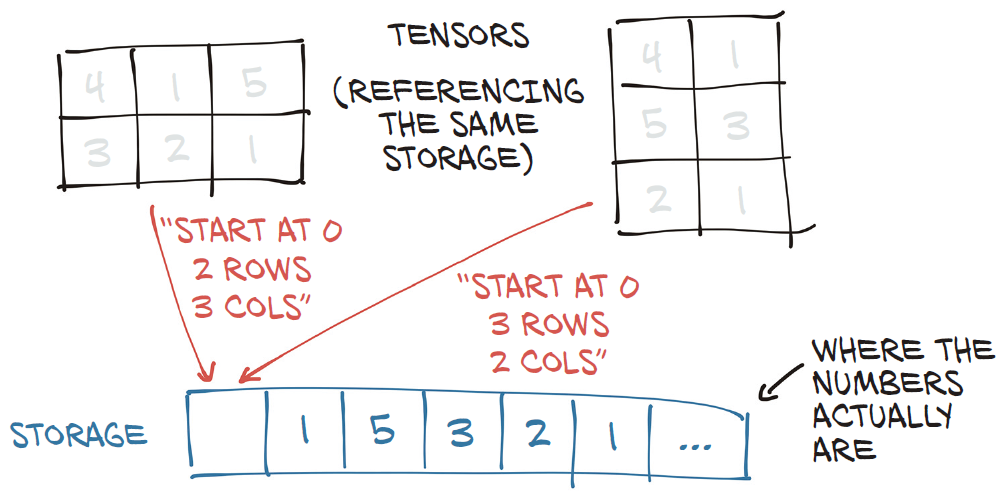 TENSORS
(REFERENCING
THE SAME
STORAGE)
4 1 5
3 2 1
4 1
5 3
2 1
"START AT 0
2 ROWS
3 COLS"
"START AT 0
3 ROWS
2 COLS"
WHERE THE
NUMBERS
ACTUALLY
ARE
STORAGE
1 5 3 2 1 ...